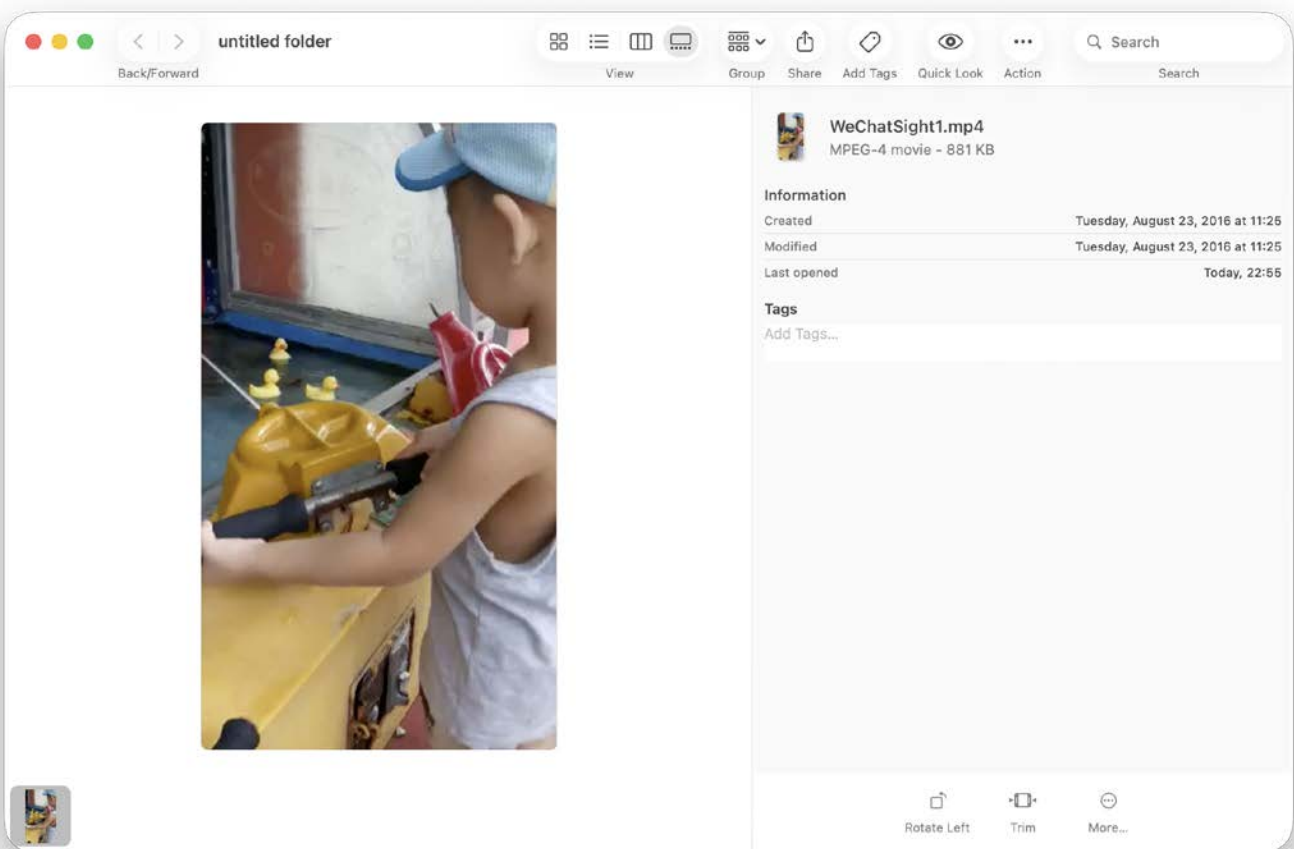 untitled folder
Search
Back/Forward
View
Group
Share
Add Tags
Quick Look
Action
Search
WeChatSight1.mp4
MPEG-4 movie - 881 KB
Information
Created Tuesday, August 23, 2016 at 11:25
Modified Tuesday, August 23, 2016 at 11:25
Last opened Today, 22:55
Tags
Add Tags...
Rotate Left
Trim
More...